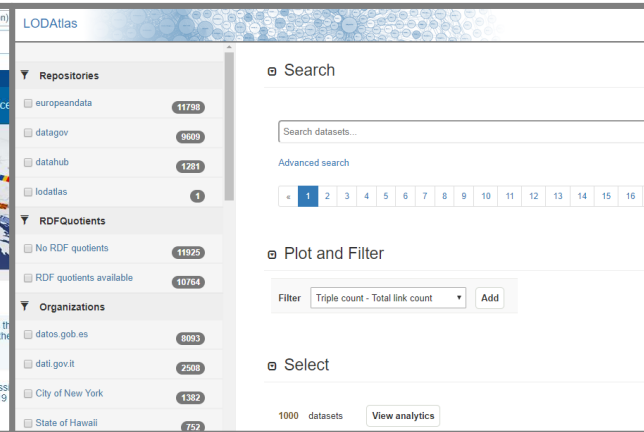 LODAtlas
Repositories
europeandata 11798
datagov 9609
datahub 1281
lodatlas 1
RDFQuotients
No RDF quotients 11925
RDF quotients available 10764
Organizations
datos.gob.es 8093
dati.gov.it 2508
City of New York 1382
State of Hawaii 752
Search
Search datasets...
Advanced search
« 1 2 3 4 5 6 7 8 9 10 11 12 13 14 15 16
Plot and Filter
Filter Triple count - Total link count Add
Select
1000 datasets View analytics